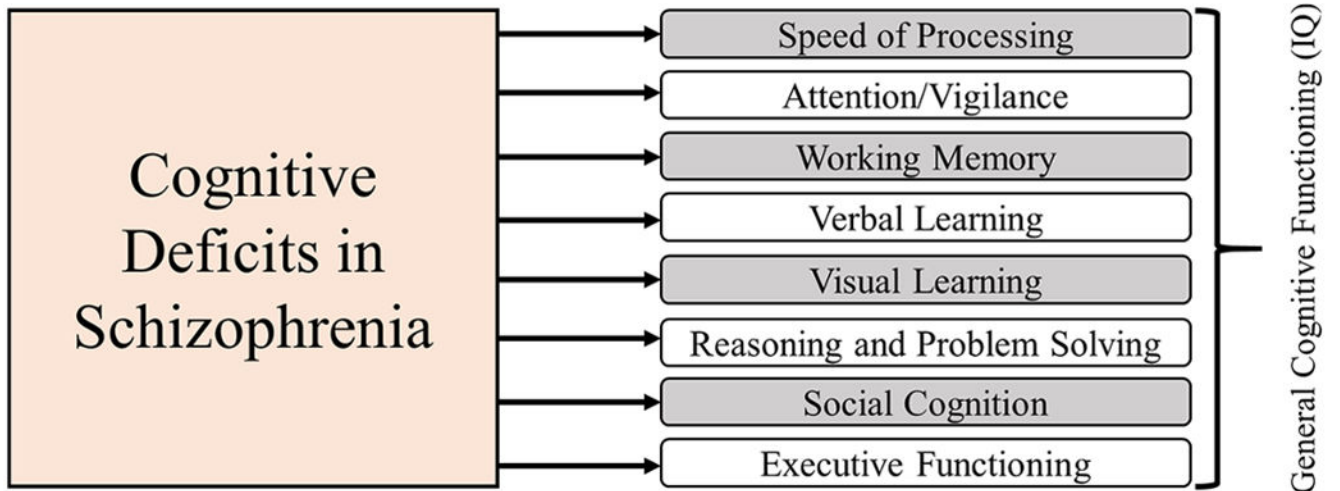 Cognitive
Deficits in
Schizophrenia
Speed of Processing
Attention/Vigilance
Working Memory
Verbal Learning
Visual Learning
Reasoning and Problem Solving
Social Cognition
Executive Functioning
General Cognitive Functioning (IQ)